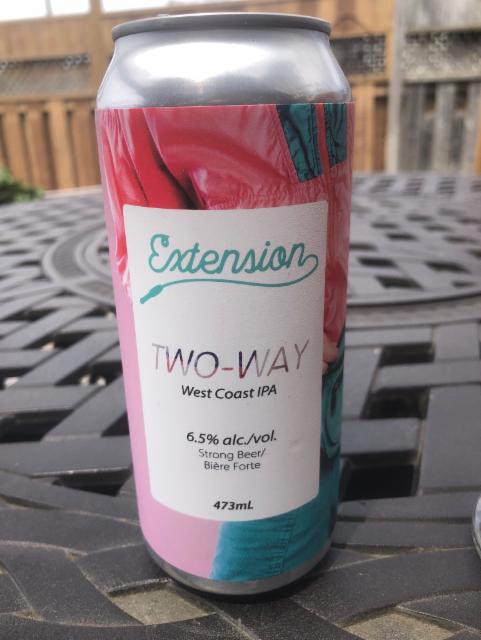 Extension
TWO-WAY
West Coast IPA
6.5% alc./vol.
Strong Beer/
Bière Forte
473mL